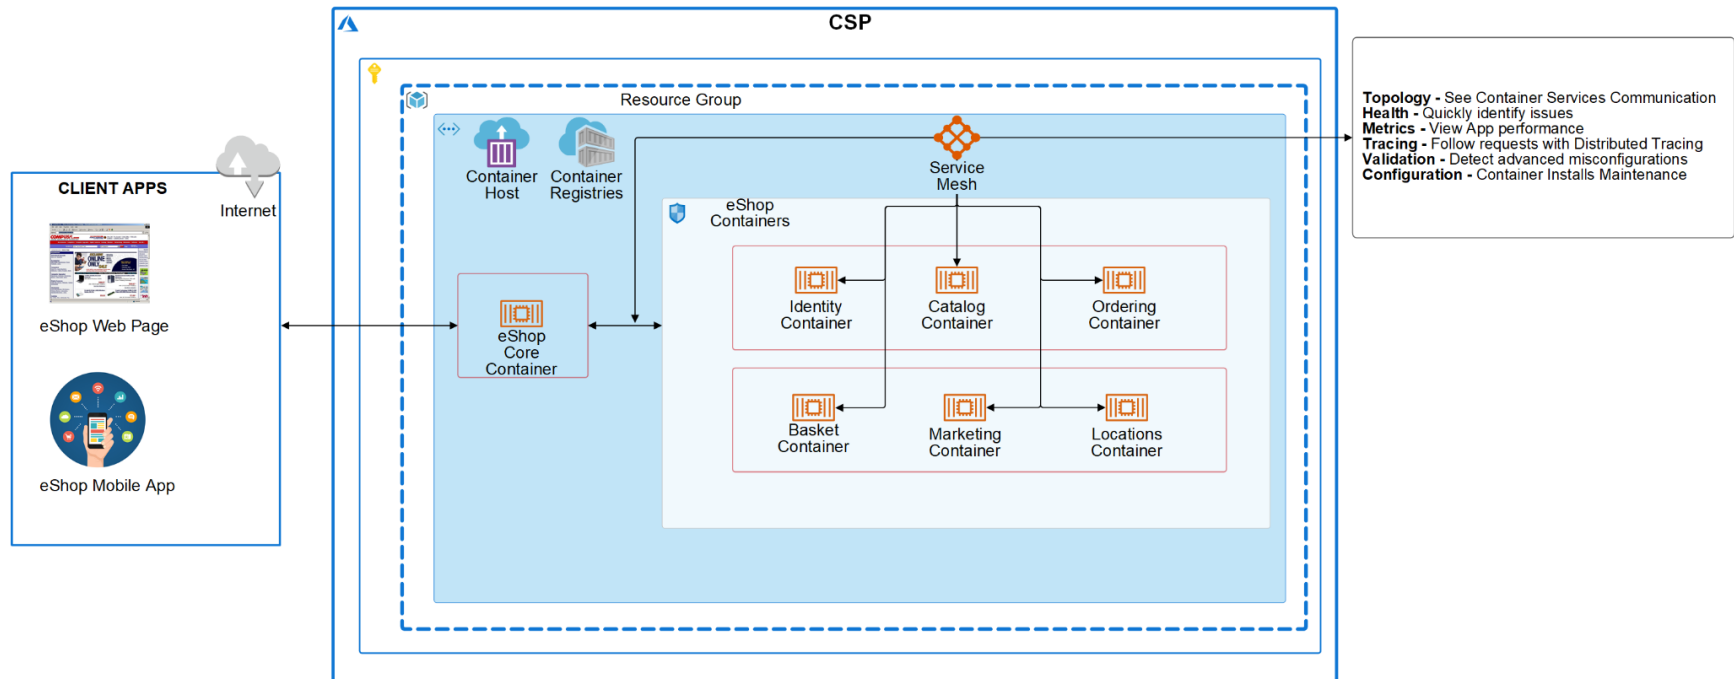 CSP
Resource Group
Topology - See Container Services Communication
Health - Quickly identify issues
Metrics - View App performance
Tracing - Follow requests with Distributed Tracing
Validation - Detect advanced misconfigurations
Configuration - Container Installs Maintenance
CLIENT APPS
Internet
eShop Web Page
eShop Mobile App
Container
Host
Container
Registries
Service
Mesh
eShop
Containers
eShop
Core
Container
Identity
Container
Catalog
Container
Ordering
Container
Basket
Container
Marketing
Container
Locations
Container